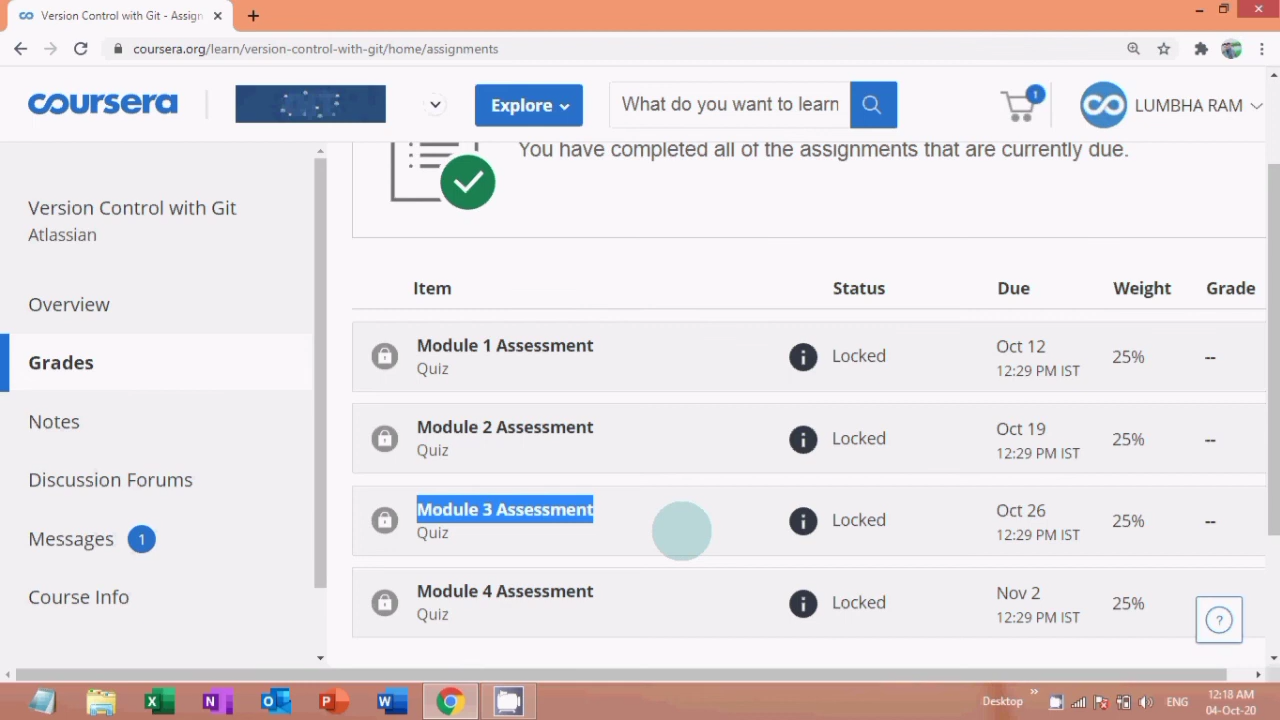 Version Control with Git - Assign
coursera.org/learn/version-control-with-git/home/assignments
coursera
GIT
Explore
What do you want to learn
1
LUMBHA RAM
You have completed all of the assignments that are currently due.
Version Control with Git
Atlassian
Overview
Grades
Notes
Discussion Forums
Messages 1
Course Info
Item Status Due Weight Grade
Module 1 Assessment
Quiz
Locked
Oct 12
12:29 PM IST
25%
--
Module 2 Assessment
Quiz
Locked
Oct 19
12:29 PM IST
25%
--
Module 3 Assessment
Quiz
Locked
Oct 26
12:29 PM IST
25%
--
Module 4 Assessment
Quiz
Locked
Nov 2
12:29 PM IST
25%
?
Desktop
ENG
12:18 AM
04-Oct-20